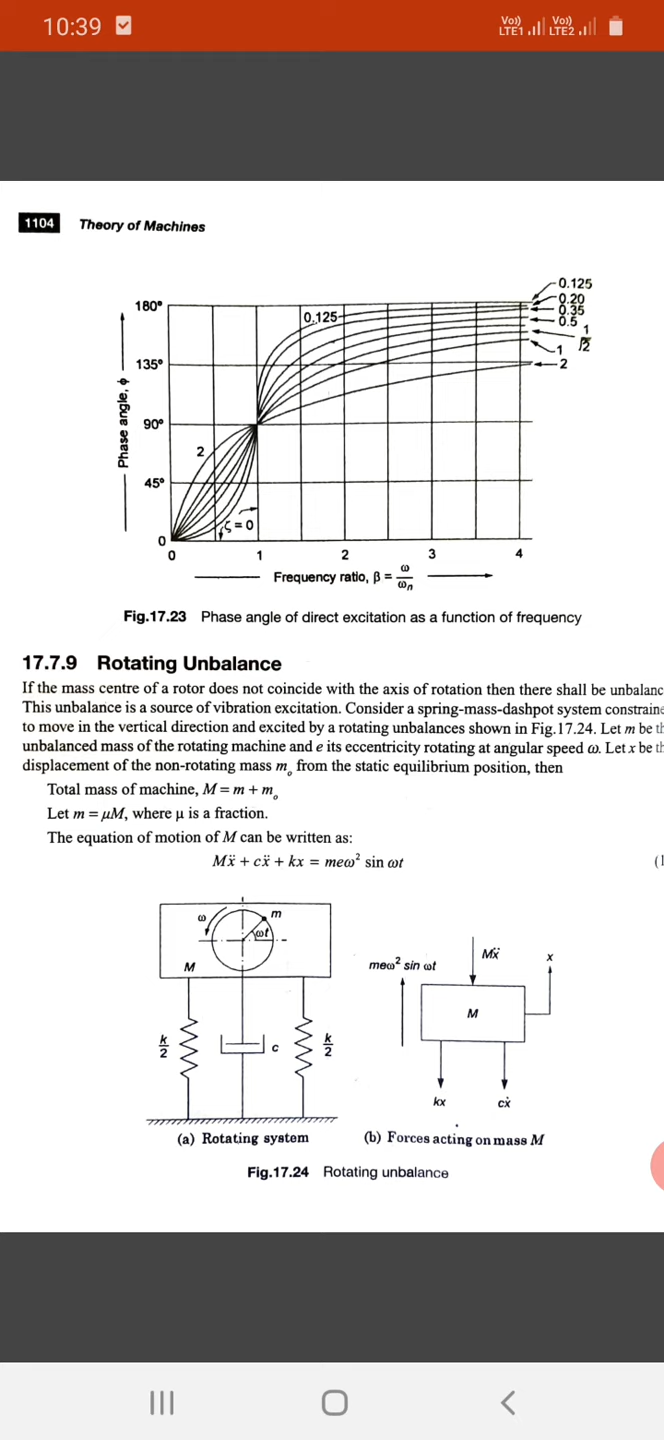 10:39
Vo)) LTE1 Vo)) LTE2
1104 Theory of Machines
0.125
0.20
0.35
0.5
1
√2
1
2
180°
0.125
135°
90°
2
45°
ζ = 0
0
0 1 2 3 4
Phase angle, ϕ
Frequency ratio, β = ω/ωn
Fig.17.23 Phase angle of direct excitation as a function of frequency
17.7.9 Rotating Unbalance
If the mass centre of a rotor does not coincide with the axis of rotation then there shall be unbalanc
This unbalance is a source of vibration excitation. Consider a spring-mass-dashpot system constraine
to move in the vertical direction and excited by a rotating unbalances shown in Fig.17.24. Let m be th
unbalanced mass of the rotating machine and e its eccentricity rotating at angular speed ω. Let x be th
displacement of the non-rotating mass mo from the static equilibrium position, then
Total mass of machine, M = m + mo
Let m = μM, where μ is a fraction.
The equation of motion of M can be written as:
Mẍ + cẍ + kx = meω² sin ωt (1
ω
m
ωt
M
k/2
c
k/2
meω² sin ωt
Mẍ
x
M
kx
cẋ
(a) Rotating system
(b) Forces acting on mass M
Fig.17.24 Rotating unbalance